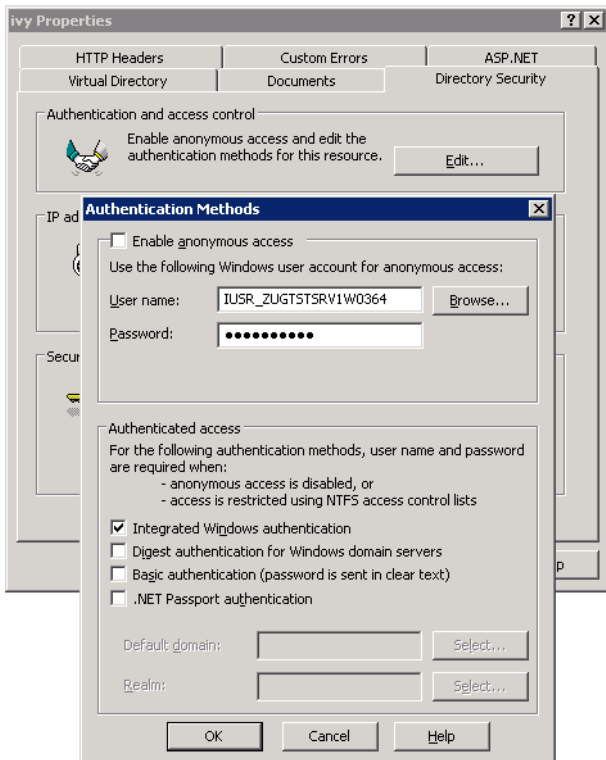 ivy Properties
HTTP Headers
Custom Errors
ASP.NET
Virtual Directory
Documents
Directory Security
Authentication and access control
Enable anonymous access and edit the
authentication methods for this resource.
Edit...
IP ad
Authentication Methods
Enable anonymous access
Use the following Windows user account for anonymous access:
User name:
IUSR_ZUGTSTSRV1W0364
Browse...
Password:
●●●●●●●●●●
Secur
Authenticated access
For the following authentication methods, user name and password
are required when:
- anonymous access is disabled, or
- access is restricted using NTFS access control lists
Integrated Windows authentication
Digest authentication for Windows domain servers
Basic authentication (password is sent in clear text)
.NET Passport authentication
p
Default domain:
Select...
Realm:
Select...
OK
Cancel
Help